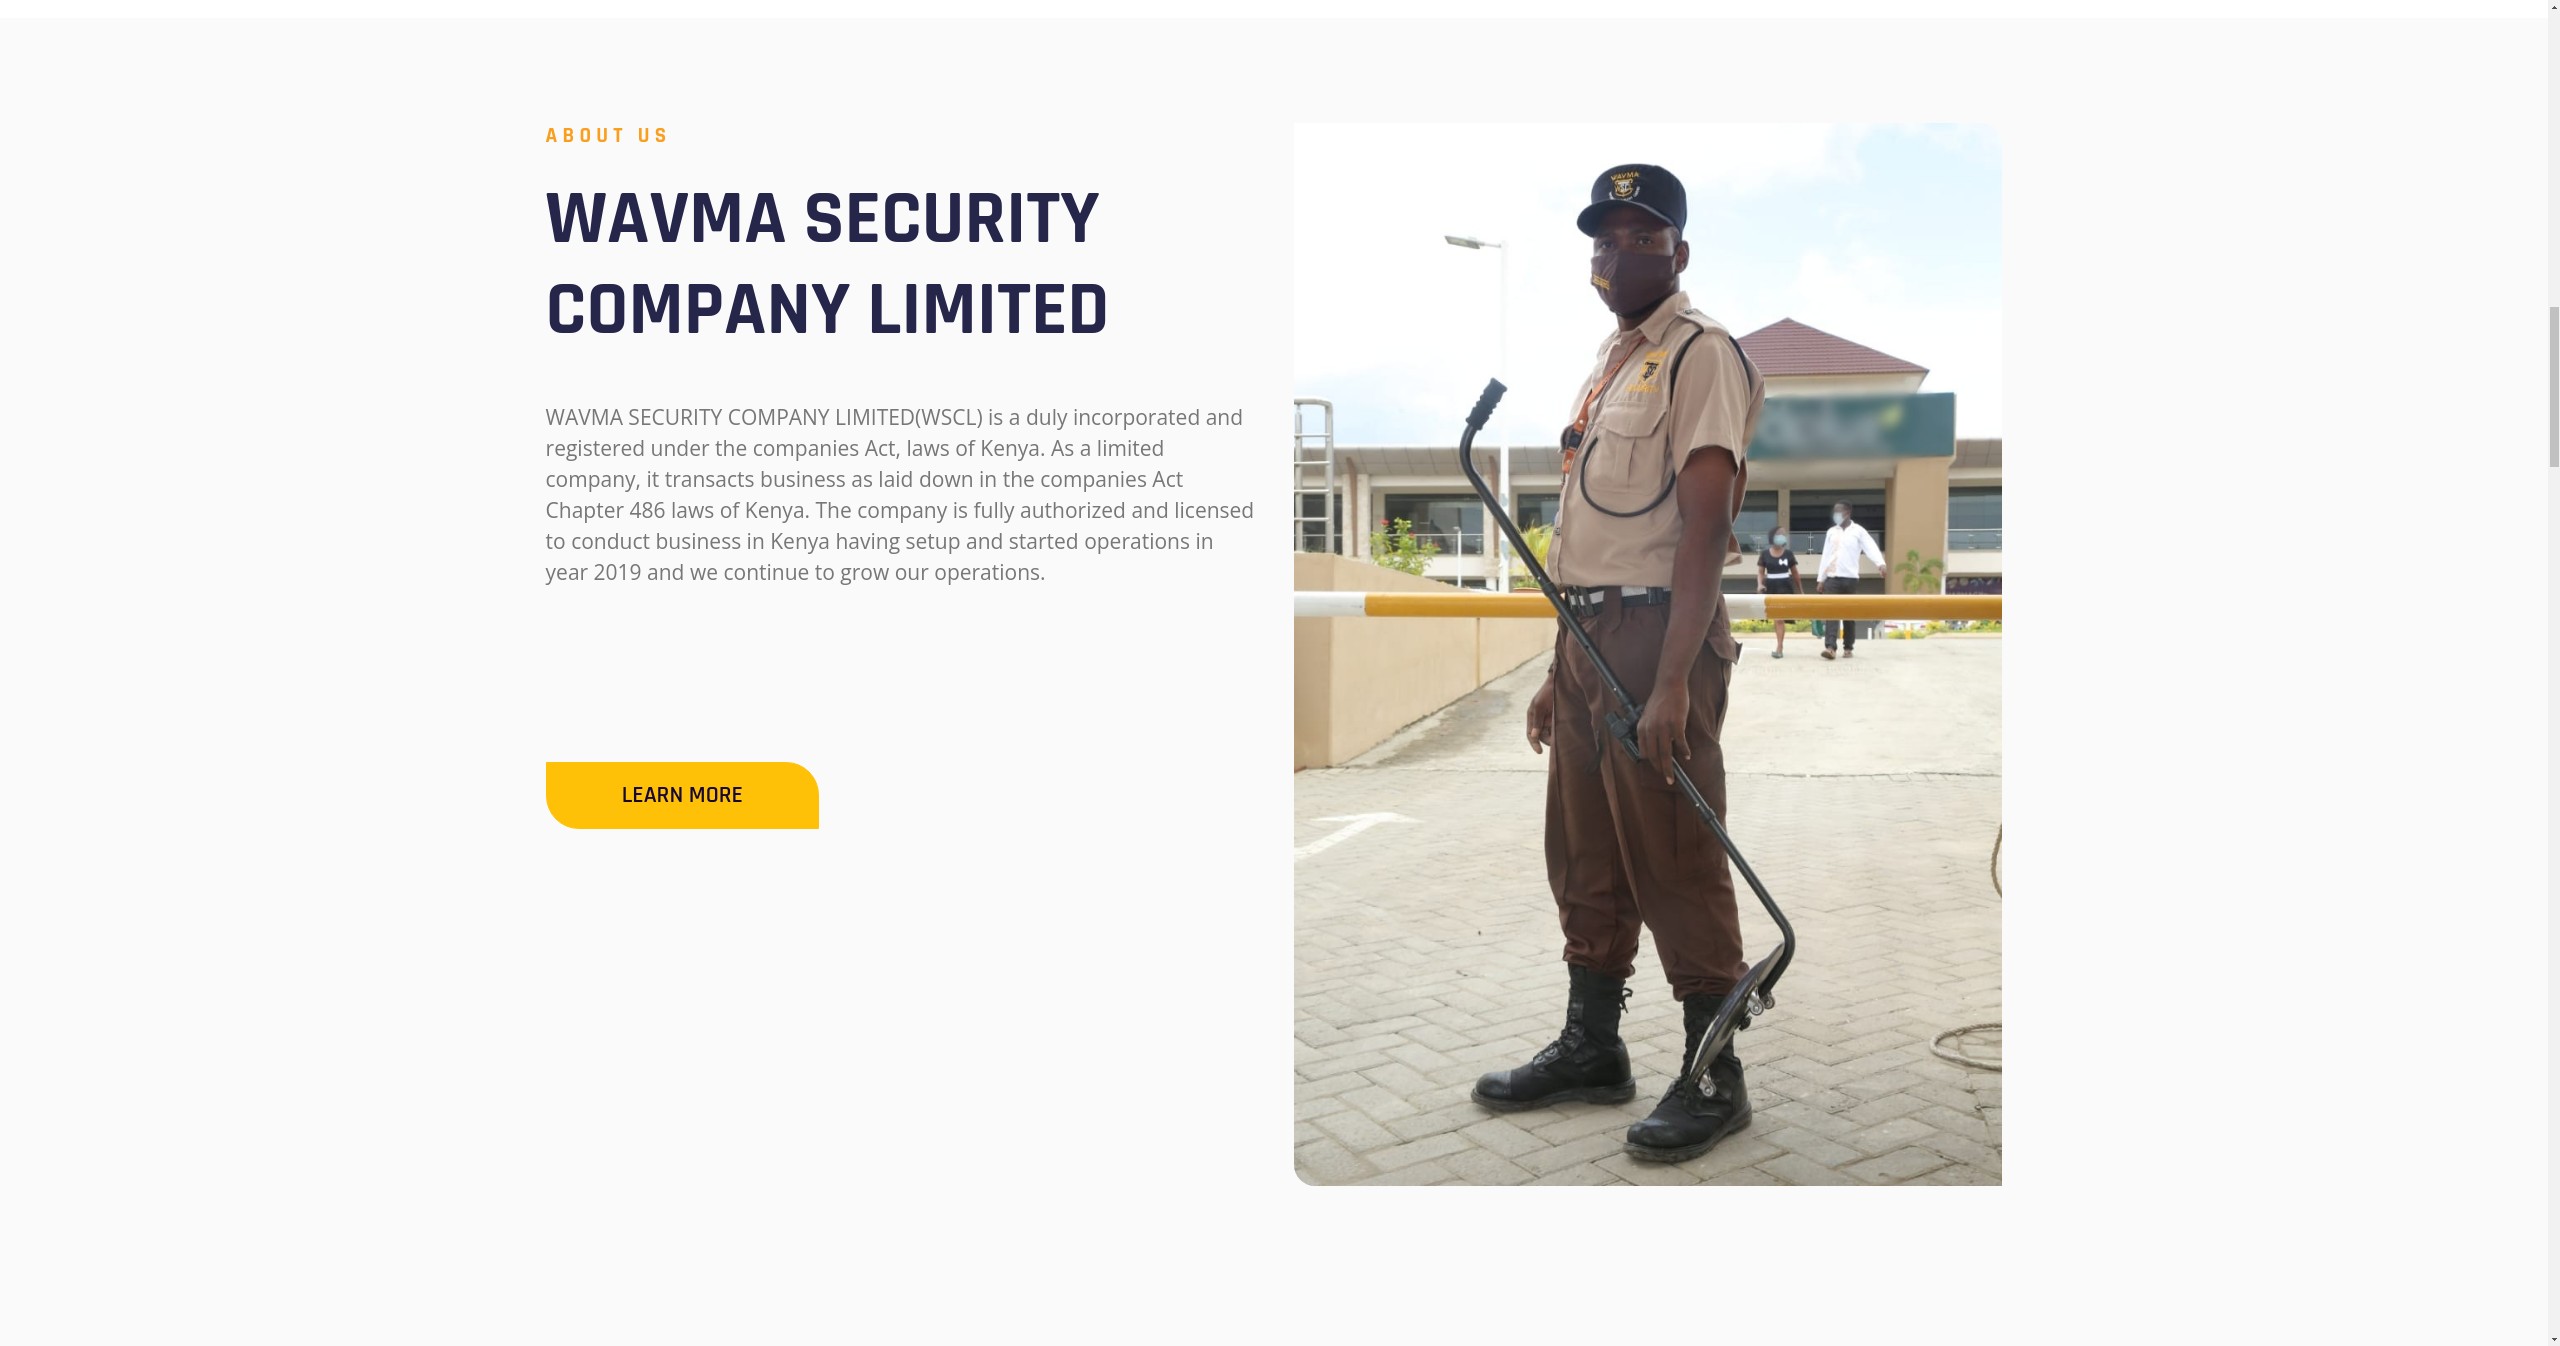 ABOUT US
WAVMA SECURITY
COMPANY LIMITED
WAVMA SECURITY COMPANY LIMITED(WSCL) is a duly incorporated and
registered under the companies Act, laws of Kenya. As a limited
company, it transacts business as laid down in the companies Act
Chapter 486 laws of Kenya. The company is fully authorized and licensed
to conduct business in Kenya having setup and started operations in
year 2019 and we continue to grow our operations.
LEARN MORE
WAVMA